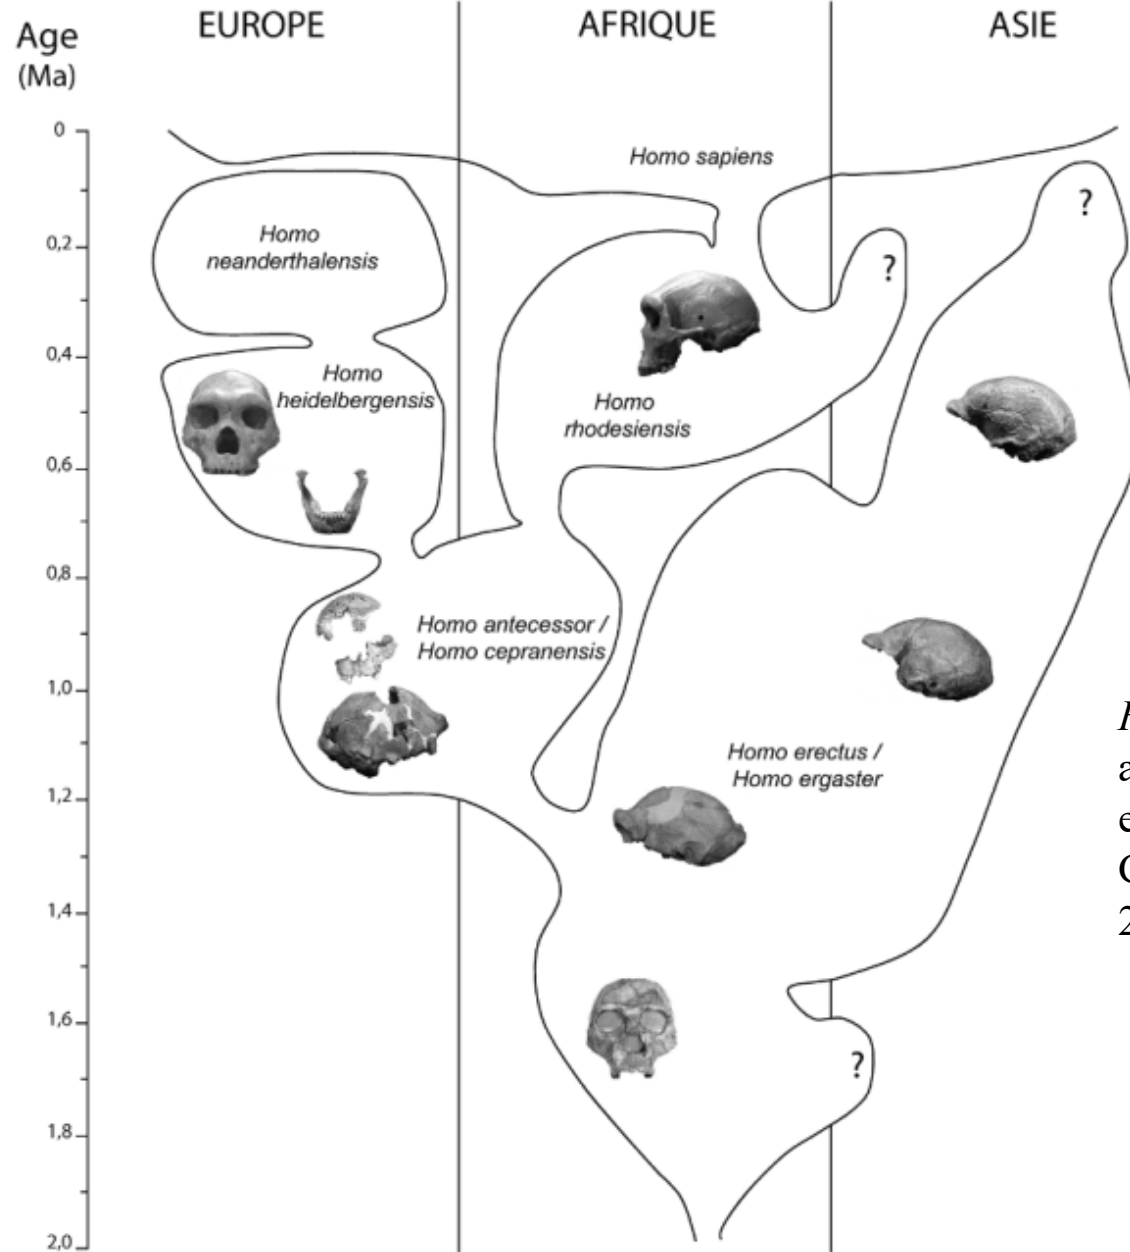 Age
(Ma)
EUROPE
AFRIQUE
ASIE
0
Homo sapiens
?
0,2
Homo
neanderthalensis
?
0,4
Homo
heidelbergensis
Homo
rhodesiensis
0,6
0,8
Homo antecessor /
Homo cepranensis
1,0
Homo erectus /
Homo ergaster
1,2
1,4
1,6
?
1,8
2,0
a
e
2